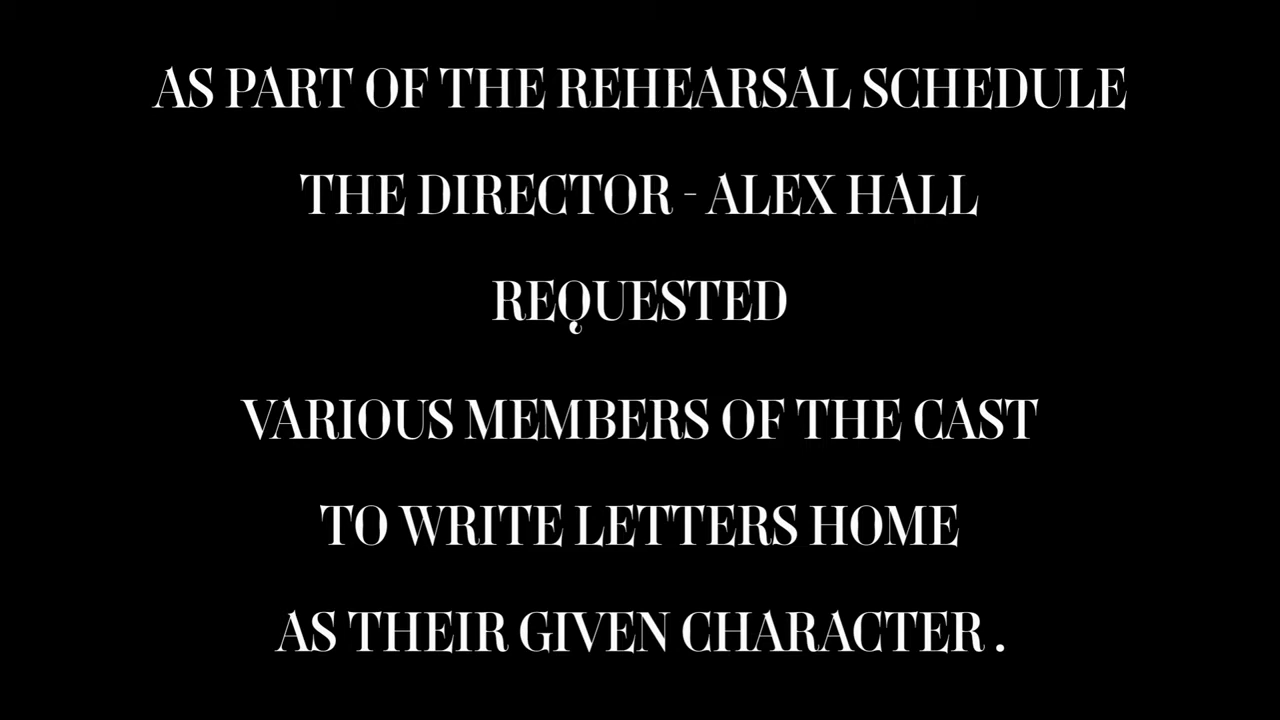 AS PART OF THE REHEARSAL SCHEDULE
THE DIRECTOR - ALEX HALL
REQUESTED
VARIOUS MEMBERS OF THE CAST
TO WRITE LETTERS HOME
AS THEIR GIVEN CHARACTER .